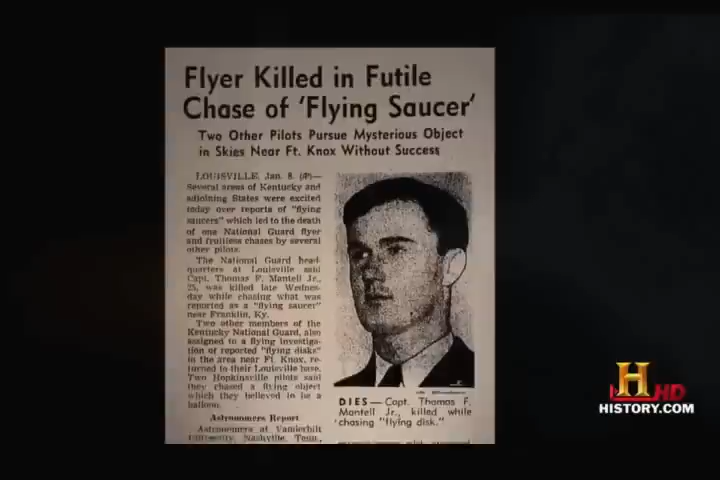 Flyer Killed in Futile
Chase of 'Flying Saucer'
Two Other Pilots Pursue Mysterious Object
in Skies Near Ft. Knox Without Success
LOUISVILLE, Jan. 8. (AP)—
Several areas of Kentucky and
adjoining States were excited
today over reports of "flying
saucers" which led to the death
of one National Guard flyer
and fruitless chases by several
other pilots.
The National Guard head-
quarters at Louisville said
Capt. Thomas F. Mantell Jr.,
25, was killed late Wednes-
day while chasing what was
reported as a "flying saucer"
near Franklin, Ky.
Two other members of the
Kentucky National Guard, also
assigned to a flying investiga-
tion of reported "flying disks"
in the area near Ft. Knox, re-
turned to their Louisville base.
Two Hopkinsville pilots said
they chased a flying object
which they believed to be a
balloon.
Astronomers Report
Astronomers at Vanderbilt
University, Nashville, Tenn.,
DIES — Capt. Thomas F.
Mantell Jr., killed while
chasing "flying disk."
H
HD
HISTORY.COM